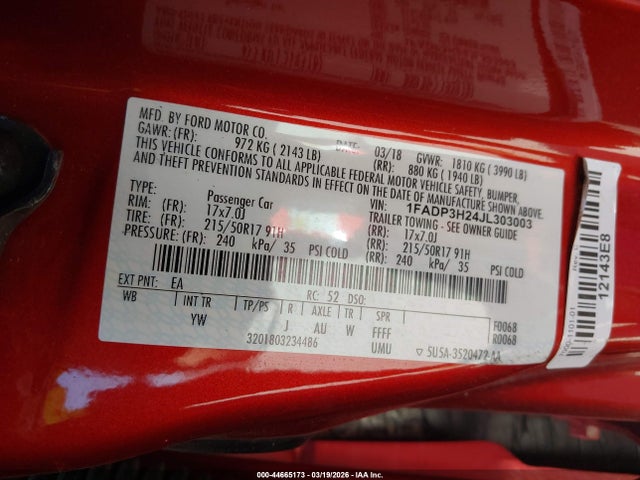 MFD. BY FORD MOTOR CO.
DATE: 03/18 GVWR: 1810 KG ( 3990 LB)
GAWR: (FR): 972 KG ( 2143 LB) (RR): 880 KG ( 1940 LB)
THIS VEHICLE CONFORMS TO ALL APPLICABLE FEDERAL MOTOR VEHICLE SAFETY, BUMPER,
AND THEFT PREVENTION STANDARDS IN EFFECT ON THE DATE OF MANUFACTURE SHOWN ABOVE.
VIN: 1FADP3H24JL303003
TYPE: Passenger Car TRAILER TOWING - SEE OWNER GUIDE
RIM: (FR): 17x7.0J (RR): 17x7.0J
TIRE: (FR): 215/50R17 91H (RR): 215/50R17 91H
PRESSURE: (FR): 240 kPa/ 35 PSI COLD (RR): 240 kPa/ 35 PSI COLD
EXT PNT: EA RC: 52 DSO:
WB INT TR TP/PS R AXLE TR SPR F0068
YW J AU W FFFF R0068
3201803234486 UMU 5U5A-3520472-AA
12143E8
000-44665173 - 03/19/2026 - IAA Inc.